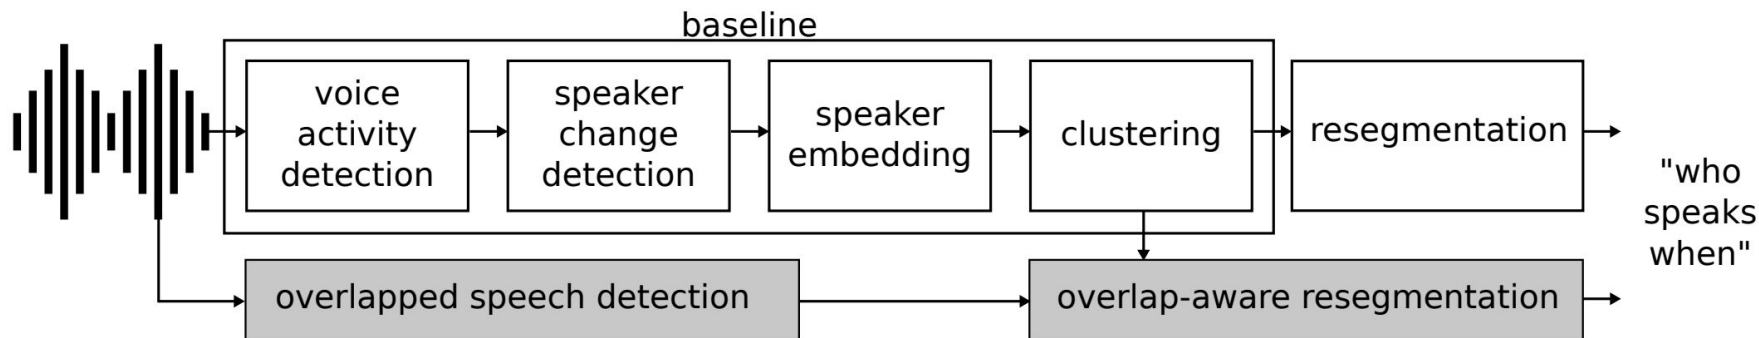 baseline
voice
activity
detection
speaker
change
detection
speaker
embedding
clustering
resegmentation
"who
speaks
when"
overlapped speech detection
overlap-aware resegmentation